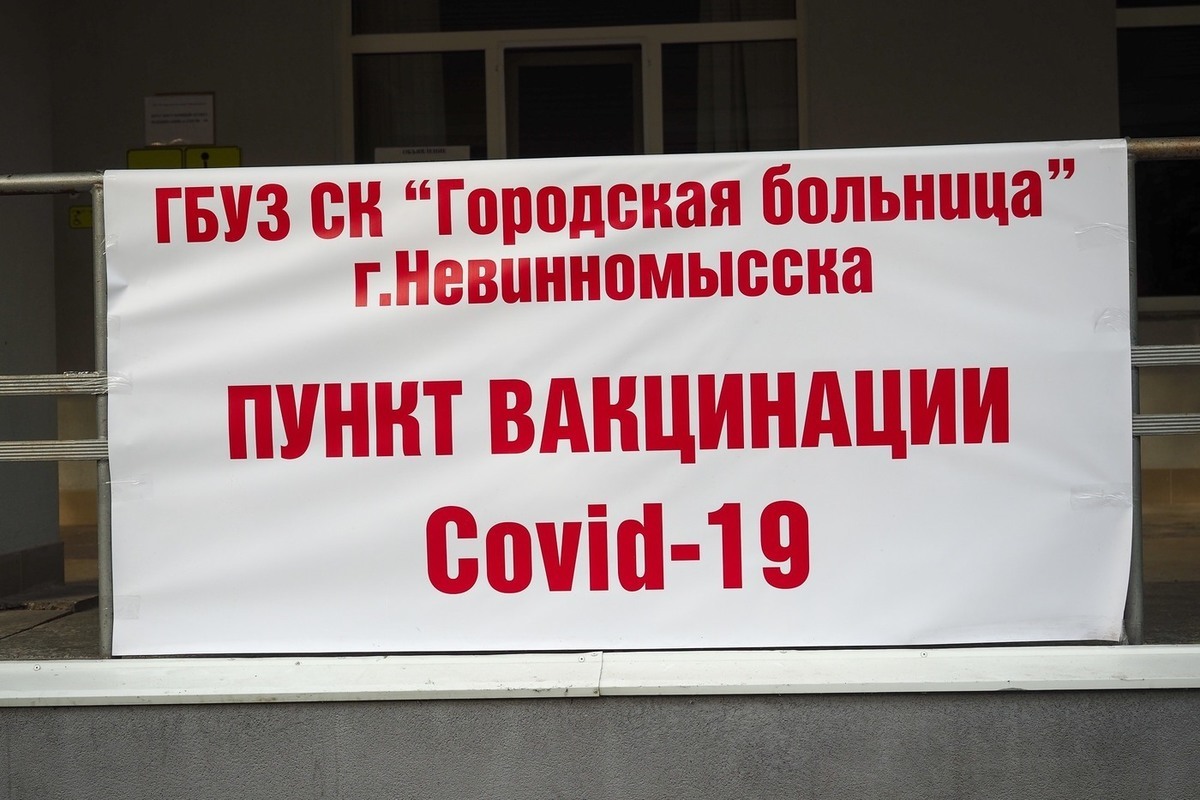 ГБУЗ СК “Городская больница”
г.Невинномысска
ПУНКТ ВАКЦИНАЦИИ
Covid-19